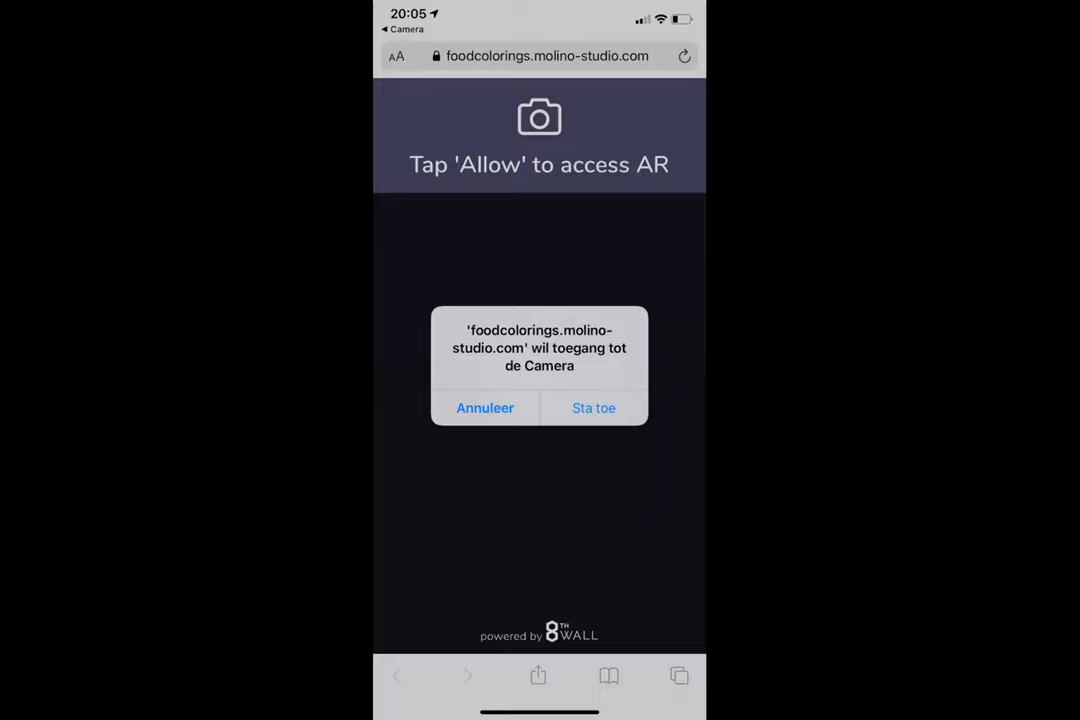 20:05
Camera
AA foodcolorings.molino-studio.com
Tap 'Allow' to access AR
'foodcolorings.molino-
studio.com' wil toegang tot
de Camera
Annuleer Sta toe
powered by 8TH WALL